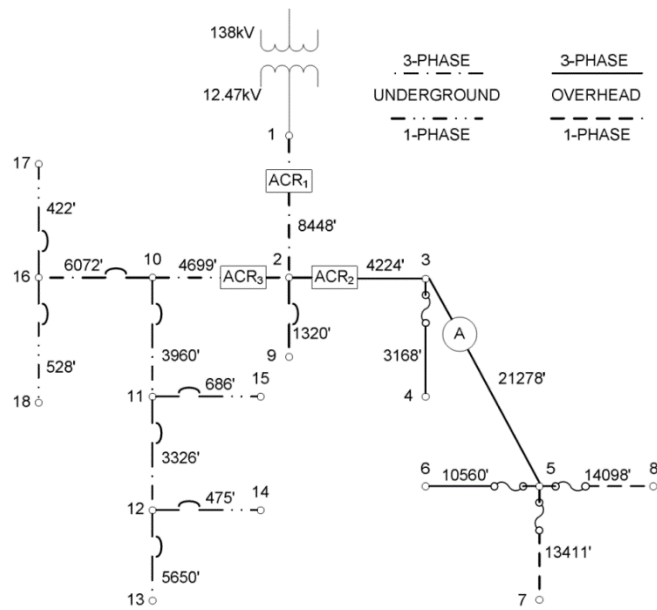 138kV
12.47kV
3-PHASE 3-PHASE
UNDERGROUND OVERHEAD
1-PHASE 1-PHASE
1
17
ACR1
422'
8448'
6072' 10 4699' 2 4224' 3
16 ACR3 ACR2
A
1320'
3960' 3168'
528' 9 21278'
686' 15
18 11 4
3326'
6 10560' 5 14098' 8
475' 14
12
13411'
5650'
13 7